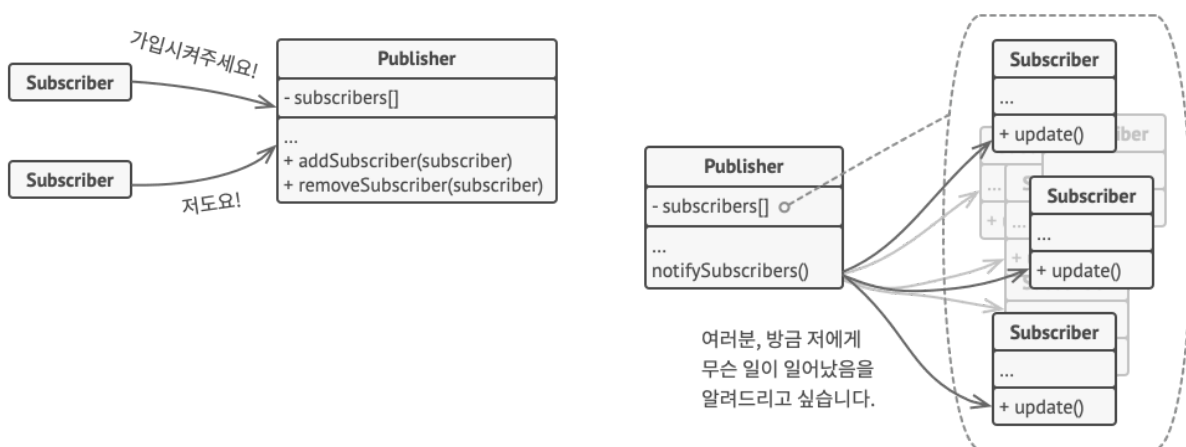 가입시켜주세요!
Subscriber
Subscriber
저도요!
Publisher
- subscribers[]
...
+ addSubscriber(subscriber)
+ removeSubscriber(subscriber)
Publisher
- subscribers[]
...
notifySubscribers()
여러분, 방금 저에게
무슨 일이 일어났음을
알려드리고 싶습니다.
Subscriber
...
+ update()
Subscriber
...
+ update()
Subscriber
...
+ update()